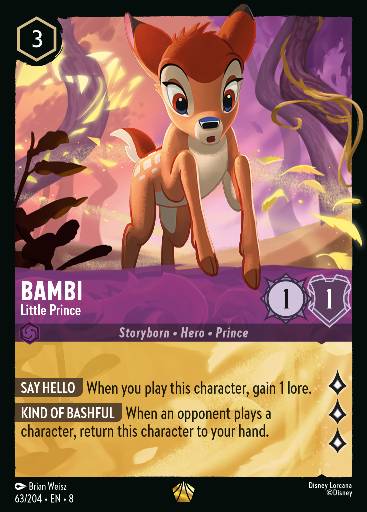 3
BAMBI
Little Prince
1
1
Storyborn • Hero • Prince
SAY HELLO When you play this character, gain 1 lore.
KIND OF BASHFUL When an opponent plays a
character, return this character to your hand.
Brian Weisz
63/204 • EN • 8
Disney Lorcana
©Disney